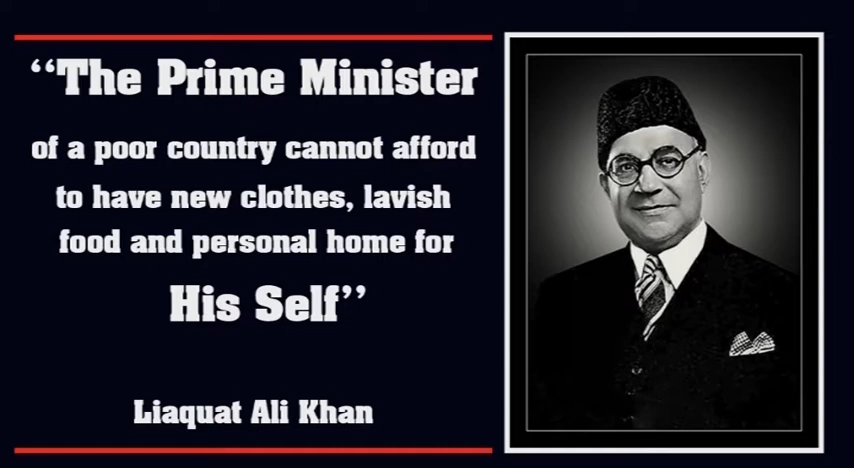 “The Prime Minister
of a poor country cannot afford
to have new clothes, lavish
food and personal home for
His Self”
Liaquat Ali Khan